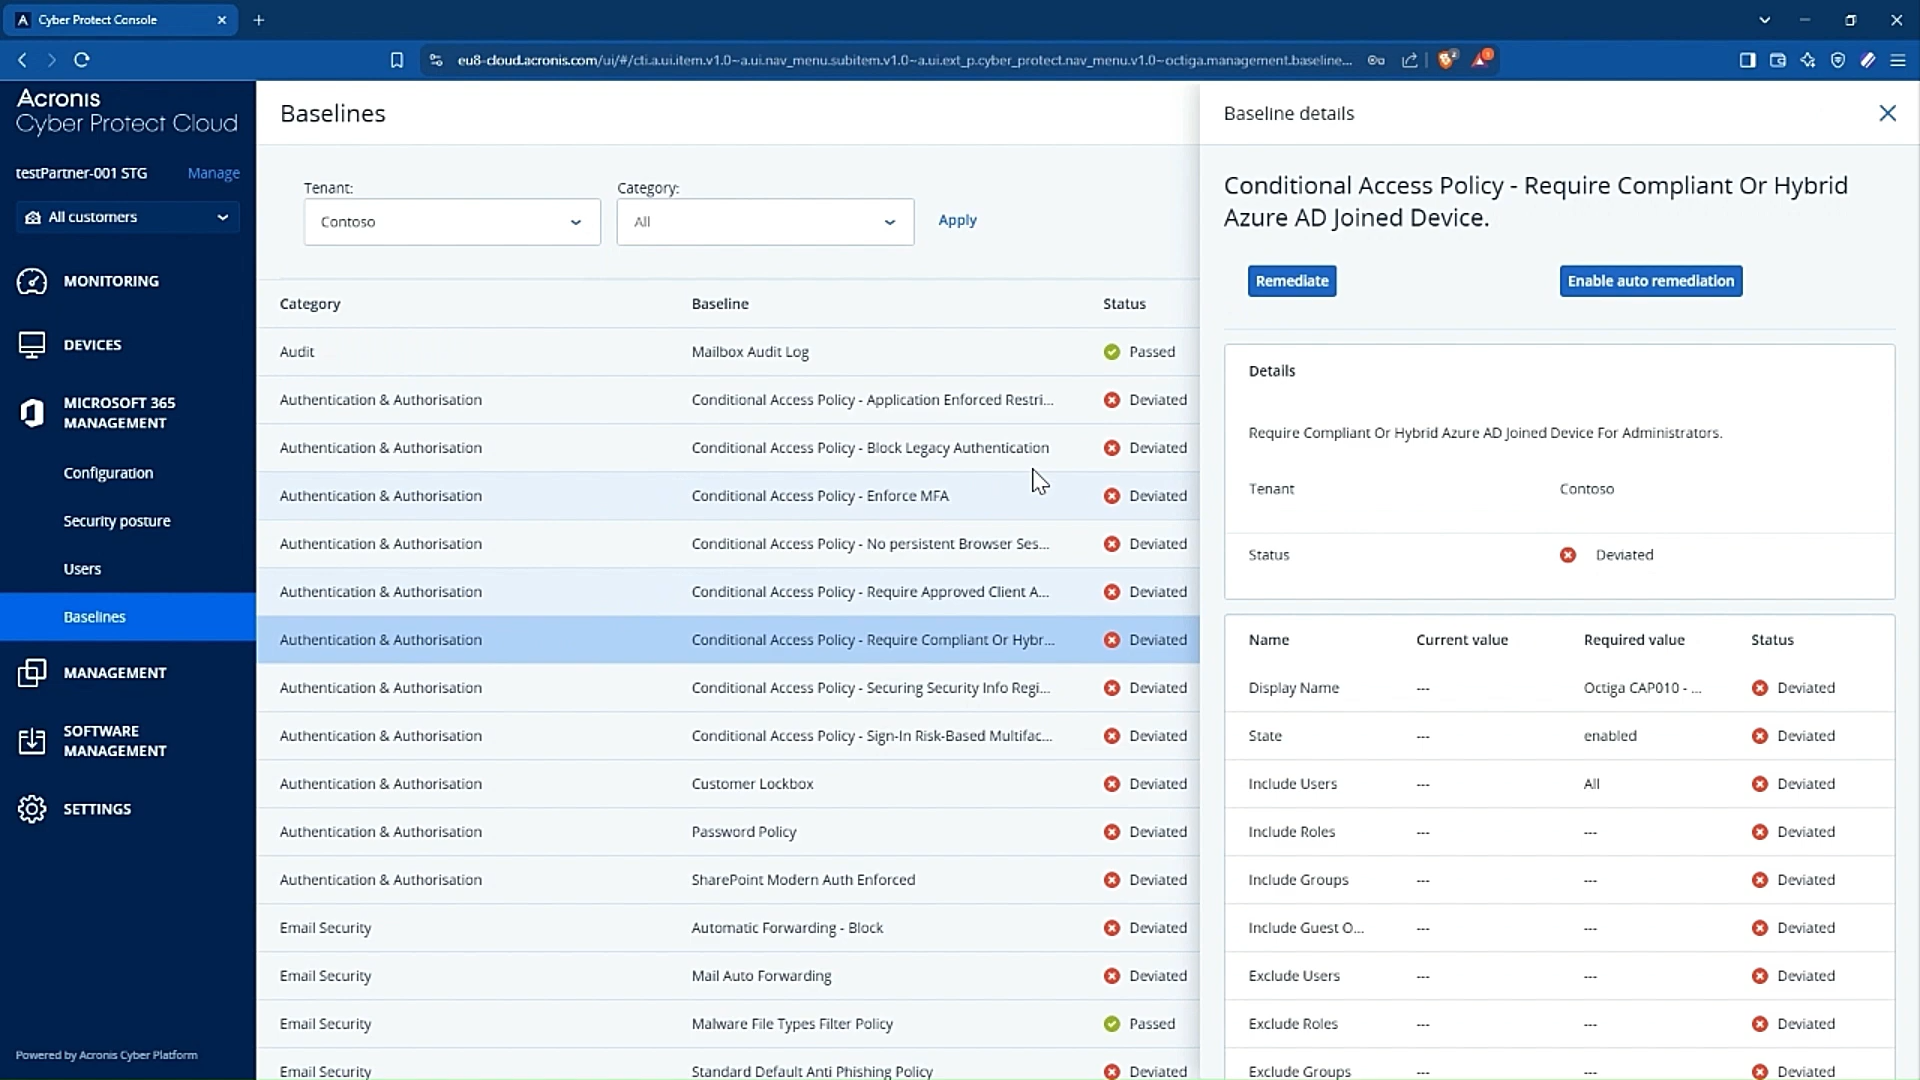 Cyber Protect Console
eu8-cloud.acronis.com/ui/#/cti.a.ui.item.v1.0~a.ui.nav_menu.subitem.v1.0~a.ui.ext_p.cyber_protect.nav_menu.v1.0~octiga.management.baseline...
Acronis
Cyber Protect Cloud
testPartner-001 STG Manage
All customers
MONITORING
DEVICES
MICROSOFT 365
MANAGEMENT
Configuration
Security posture
Users
Baselines
MANAGEMENT
SOFTWARE
MANAGEMENT
SETTINGS
Powered by Acronis Cyber Platform
Baselines
Tenant: Category:
Contoso All Apply
Category Baseline Status
Audit Mailbox Audit Log Passed
Authentication & Authorisation Conditional Access Policy - Application Enforced Restri... Deviated
Authentication & Authorisation Conditional Access Policy - Block Legacy Authentication Deviated
Authentication & Authorisation Conditional Access Policy - Enforce MFA Deviated
Authentication & Authorisation Conditional Access Policy - No persistent Browser Ses... Deviated
Authentication & Authorisation Conditional Access Policy - Require Approved Client A... Deviated
Authentication & Authorisation Conditional Access Policy - Require Compliant Or Hybr... Deviated
Authentication & Authorisation Conditional Access Policy - Securing Security Info Regi... Deviated
Authentication & Authorisation Conditional Access Policy - Sign-In Risk-Based Multifac... Deviated
Authentication & Authorisation Customer Lockbox Deviated
Authentication & Authorisation Password Policy Deviated
Authentication & Authorisation SharePoint Modern Auth Enforced Deviated
Email Security Automatic Forwarding - Block Deviated
Email Security Mail Auto Forwarding Deviated
Email Security Malware File Types Filter Policy Passed
Email Security Standard Default Anti Phishing Policy Deviated
Baseline details
Conditional Access Policy - Require Compliant Or Hybrid
Azure AD Joined Device.
Remediate Enable auto remediation
Details
Require Compliant Or Hybrid Azure AD Joined Device For Administrators.
Tenant Contoso
Status Deviated
Name Current value Required value Status
Display Name --- Octiga CAP010 - ... Deviated
State --- enabled Deviated
Include Users --- All Deviated
Include Roles --- --- Deviated
Include Groups --- --- Deviated
Include Guest O... --- --- Deviated
Exclude Users --- --- Deviated
Exclude Roles --- --- Deviated
Exclude Groups --- --- Deviated